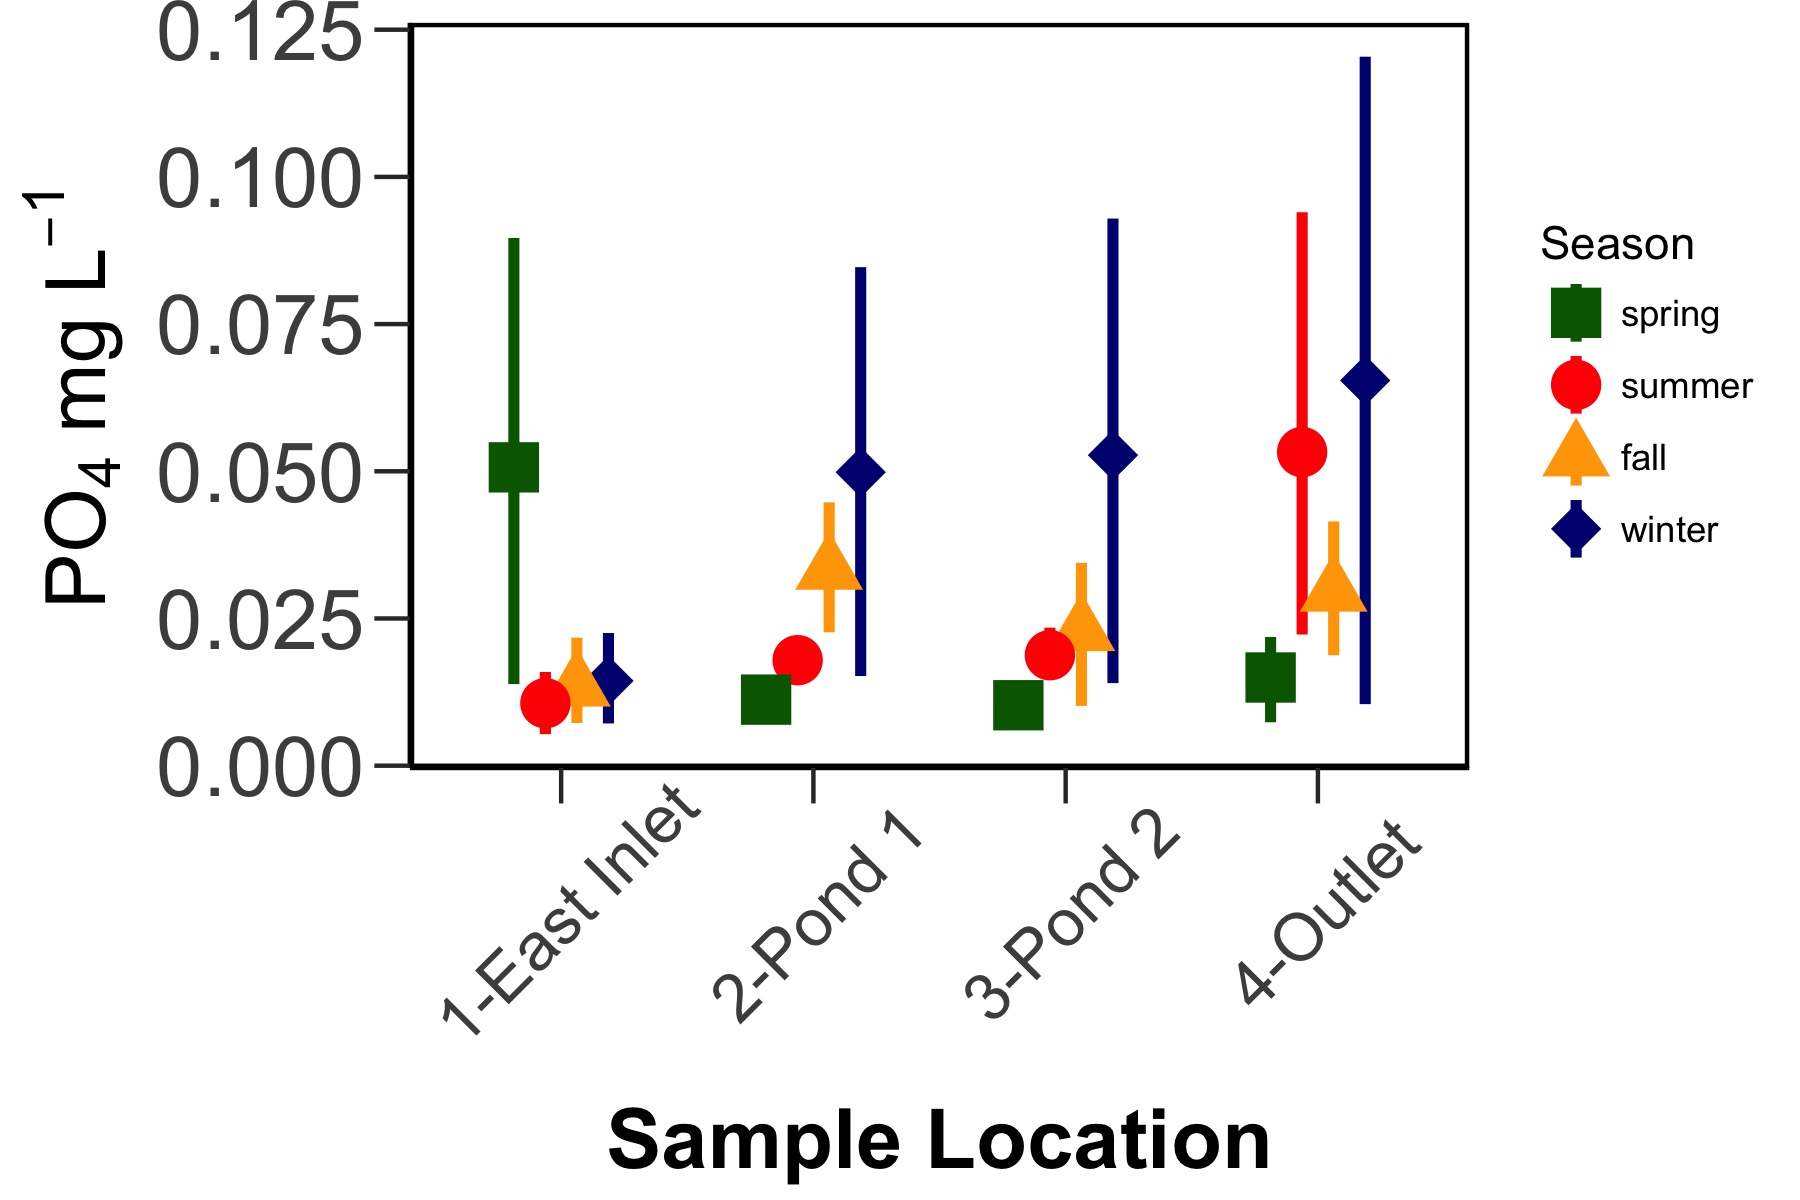 PO₄ mg L⁻¹
0.125
0.100
0.075
0.050
0.025
0.000
1-East Inlet
2-Pond 1
3-Pond 2
4-Outlet
Sample Location
Season
spring
summer
fall
winter